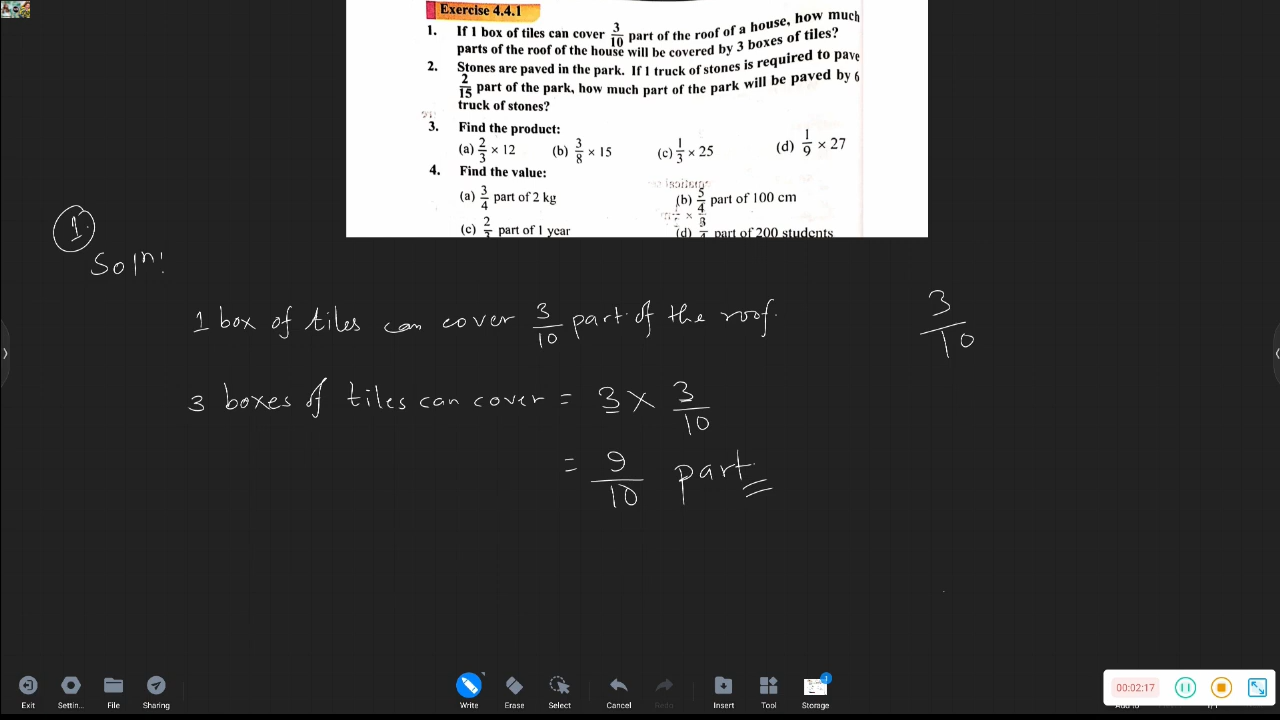 Exercise 4.4.1
1. If 1 box of tiles can cover 3/10 part of the roof of a house, how much
parts of the roof of the house will be covered by 3 boxes of tiles?
2. Stones are paved in the park. If 1 truck of stones is required to pave
2/15 part of the park, how much part of the park will be paved by 6
truck of stones?
3. Find the product:
(a) 2/3 × 12 (b) 3/8 × 15 (c) 1/3 × 25 (d) 1/9 × 27
4. Find the value:
(a) 3/4 part of 2 kg (b) 5/4 part of 100 cm
(c) part of 1 year (d) part of 200 students
1.
Soln:
1 box of tiles can cover 3/10 part of the roof.
3/10
3 boxes of tiles can cover = 3 × 3/10
= 9/10 part
Exit Settin... File Sharing Write Erase Select Cancel Redo Insert Tool Storage
1
00:02:17